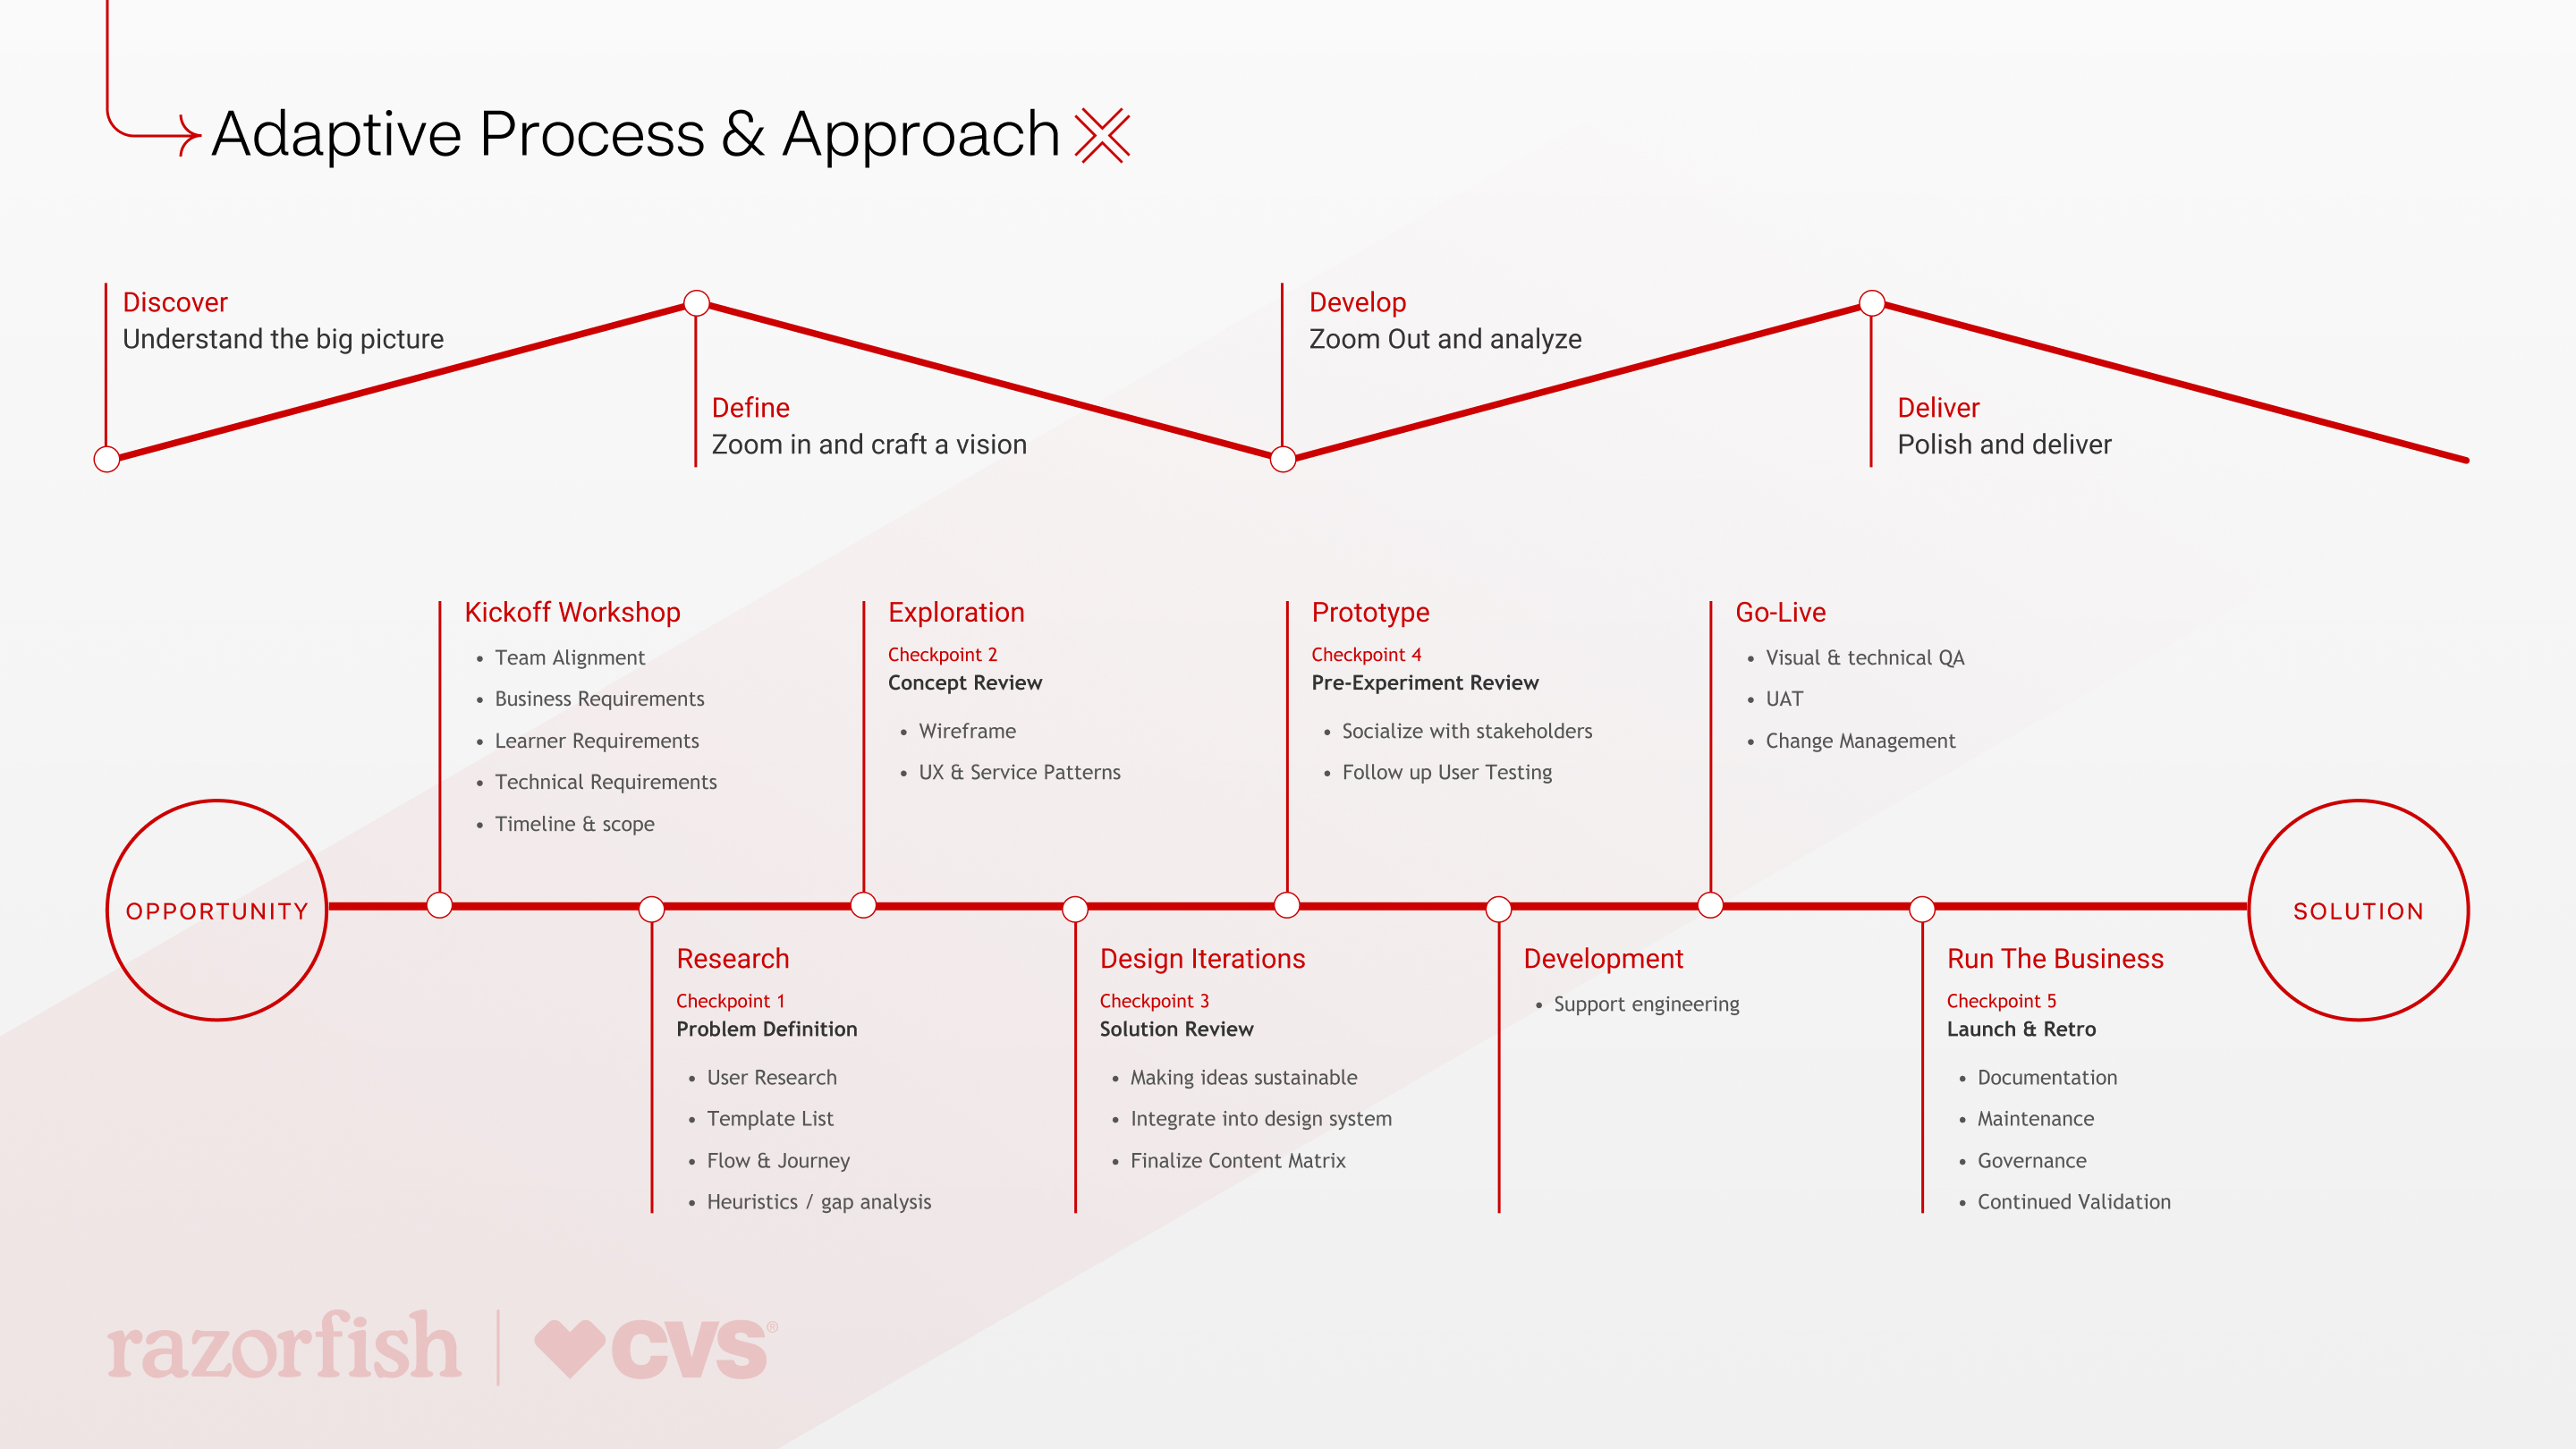 Adaptive Process & Approach
Discover
Understand the big picture
Define
Zoom in and craft a vision
Develop
Zoom Out and analyze
Deliver
Polish and deliver
OPPORTUNITY
Kickoff Workshop
• Team Alignment
• Business Requirements
• Learner Requirements
• Technical Requirements
• Timeline & scope
Research
Checkpoint 1
Problem Definition
• User Research
• Template List
• Flow & Journey
• Heuristics / gap analysis
Exploration
Checkpoint 2
Concept Review
• Wireframe
• UX & Service Patterns
Design Iterations
Checkpoint 3
Solution Review
• Making ideas sustainable
• Integrate into design system
• Finalize Content Matrix
Prototype
Checkpoint 4
Pre-Experiment Review
• Socialize with stakeholders
• Follow up User Testing
Development
• Support engineering
Go-Live
• Visual & technical QA
• UAT
• Change Management
Run The Business
Checkpoint 5
Launch & Retro
• Documentation
• Maintenance
• Governance
• Continued Validation
SOLUTION
razorfish | CVS®